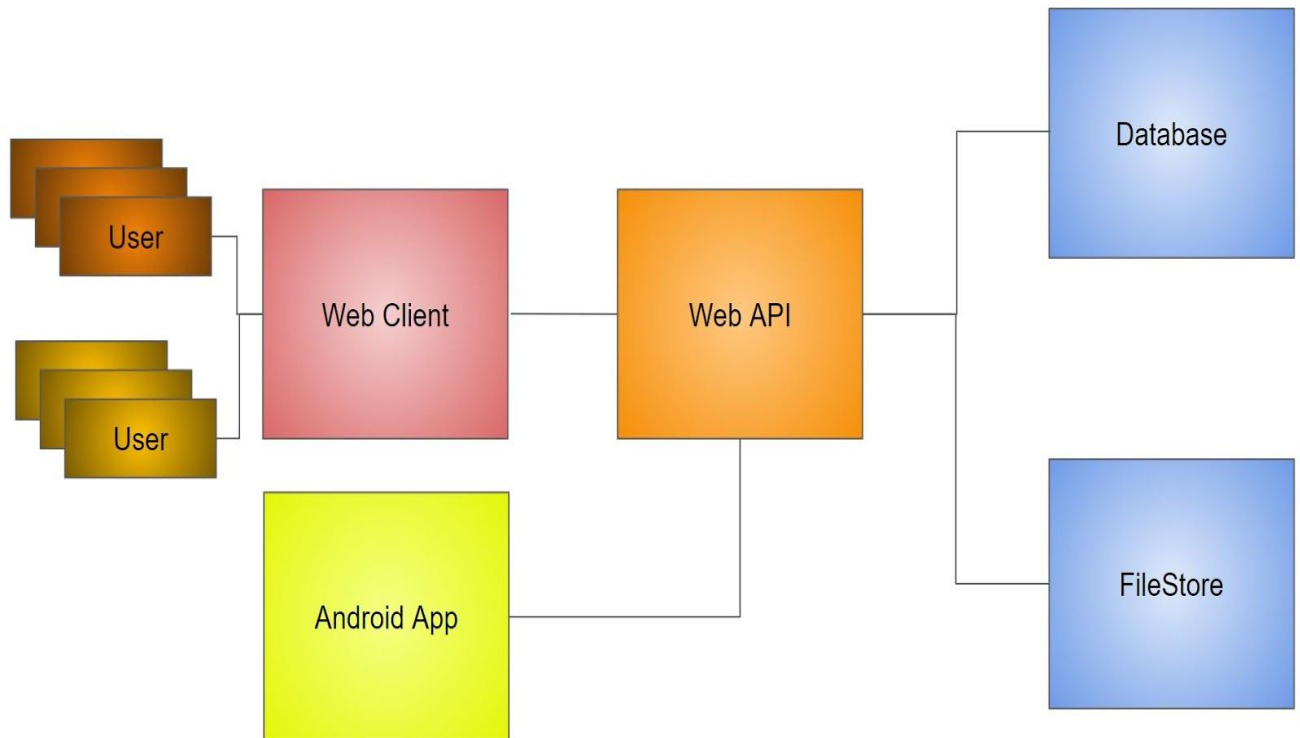 Database
User
Web Client
Web API
User
Android App
FileStore